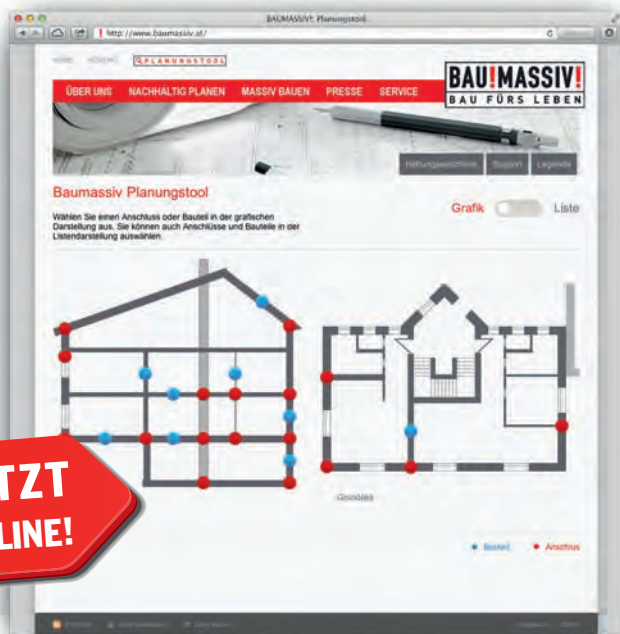 BAUMASSIV!: Planungstool
http://www.baumassiv.at/
HOME KONTAKT PLANUNGSTOOL
ÜBER UNS NACHHALTIG PLANEN MASSIV BAUEN PRESSE SERVICE
BAU!MASSIV!
BAU FÜRS LEBEN
Haftungsausschluss Support Legende
Baumassiv Planungstool
Grafik Liste
Wählen Sie einen Anschluss oder Bauteil in der grafischen
Darstellung aus. Sie können auch Anschlüsse und Bauteile in der
Listendarstellung auswählen.
Grundriss
TZT
LINE!
Bauteil Anschluss